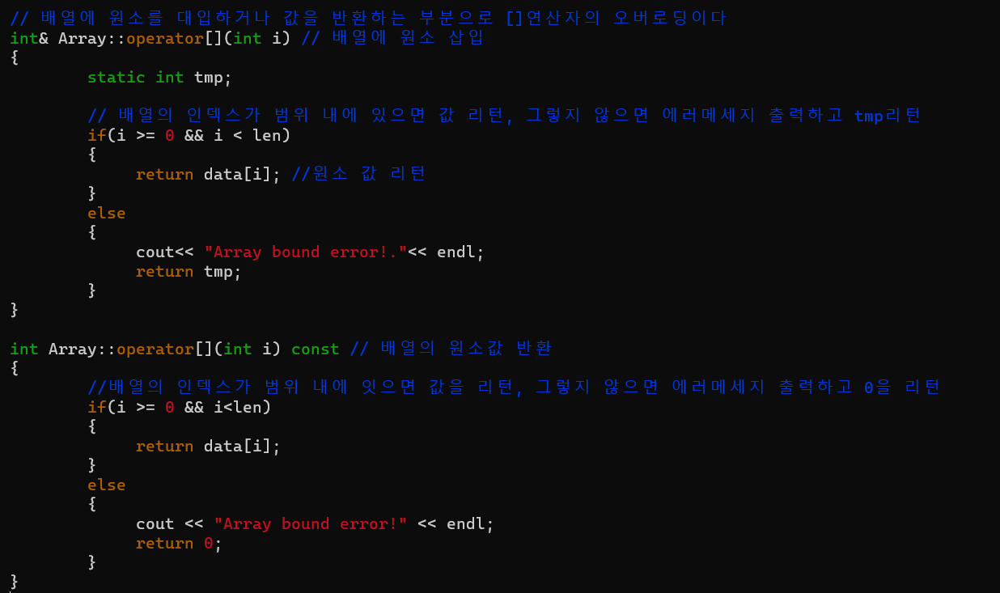 // 배열에 원소를 대입하거나 값을 반환하는 부분으로 []연산자의 오버로딩이다
int& Array::operator[](int i) // 배열에 원소 삽입
{
        static int tmp;

        // 배열의 인덱스가 범위 내에 있으면 값 리턴, 그렇지 않으면 에러메세지 출력하고 tmp리턴
        if(i >= 0 && i < len)
        {
             return data[i]; //원소 값 리턴
        }
        else
        {
             cout<< "Array bound error!."<< endl;
             return tmp;
        }
}

int Array::operator[](int i) const // 배열의 원소값 반환
{
        //배열의 인덱스가 범위 내에 잇으면 값을 리턴, 그렇지 않으면 에러메세지 출력하고 0을 리턴
        if(i >= 0 && i<len)
        {
             return data[i];
        }
        else
        {
             cout << "Array bound error!" << endl;
             return 0;
        }
}